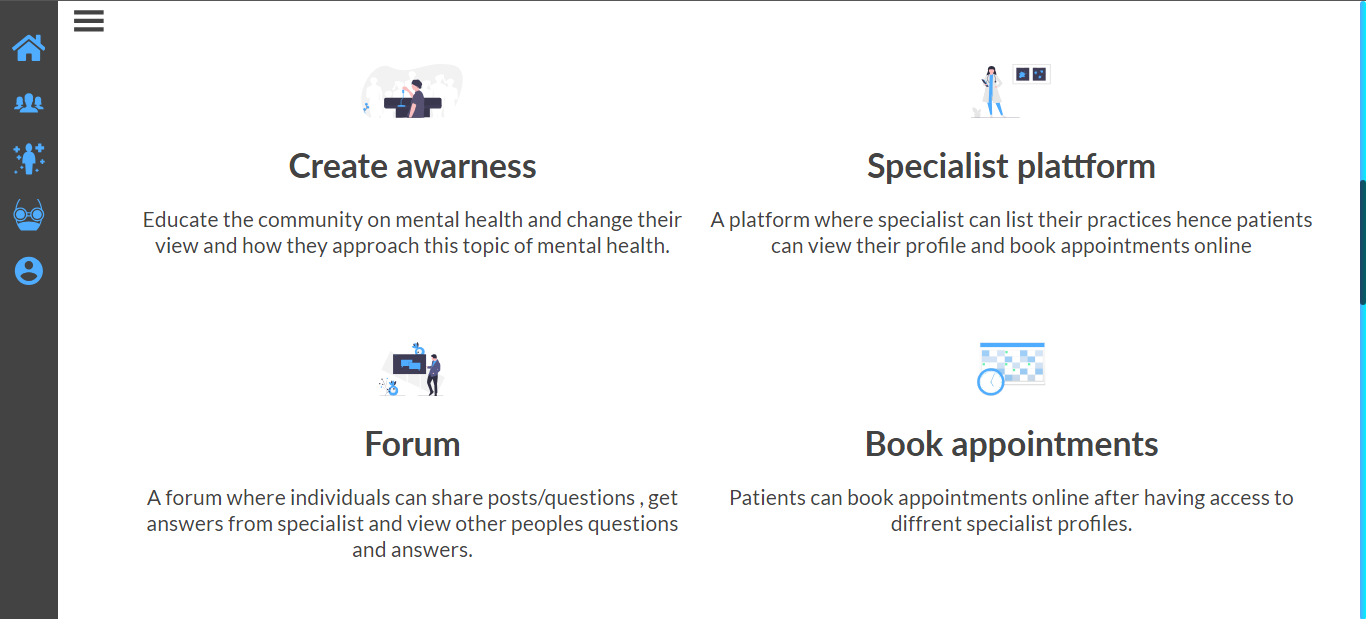 Create awarness
Educate the community on mental health and change their
view and how they approach this topic of mental health.
Specialist plattform
A platform where specialist can list their practices hence patients
can view their profile and book appointments online
Forum
A forum where individuals can share posts/questions , get
answers from specialist and view other peoples questions
and answers.
Book appointments
Patients can book appointments online after having access to
diffrent specialist profiles.